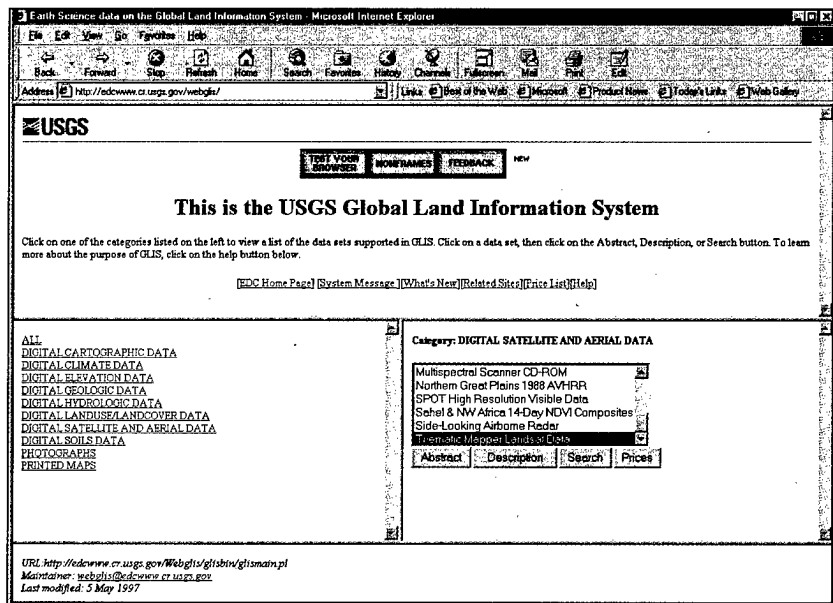 Earth Science data on the Global Land Information System - Microsoft Internet Explorer
File Edit View Go Favorites Help
Back Forward Stop Refresh Home Search Favorites History Channels Fullscreen Mail Print Edit
Address http://edcwww.cr.usgs.gov/webglis/ Links Best of the Web Microsoft Product News Today's Links Web Gallery
USGS
TEST YOUR BROWSER NONFRAMES FEEDBACK NEW
This is the USGS Global Land Information System
Click on one of the categories listed on the left to view a list of the data sets supported in GLIS. Click on a data set, then click on the Abstract, Description, or Search button. To learn
more about the purpose of GLIS, click on the help button below.
[EDC Home Page] [System Message ][What's New][Related Sites][Price List][Help]
ALL
DIGITAL CARTOGRAPHIC DATA
DIGITAL CLIMATE DATA
DIGITAL ELEVATION DATA
DIGITAL GEOLOGIC DATA
DIGITAL HYDROLOGIC DATA
DIGITAL LANDUSE/LANDCOVER DATA
DIGITAL SATELLITE AND AERIAL DATA
DIGITAL SOILS DATA
PHOTOGRAPHS
PRINTED MAPS
Category: DIGITAL SATELLITE AND AERIAL DATA
Multispectral Scanner CD-ROM
Northern Great Plains 1988 AVHRR
SPOT High Resolution Visible Data
Sahel & NW Africa 14-Day NDVI Composites
Side-Looking Airborne Radar
Thematic Mapper Landsat Data
Abstract Description Search Prices
URL:http://edcwww.cr.usgs.gov/Webglis/glisbin/glismain.pl
Maintainer: webglis@edcwww.cr.usgs.gov
Last modified: 5 May 1997